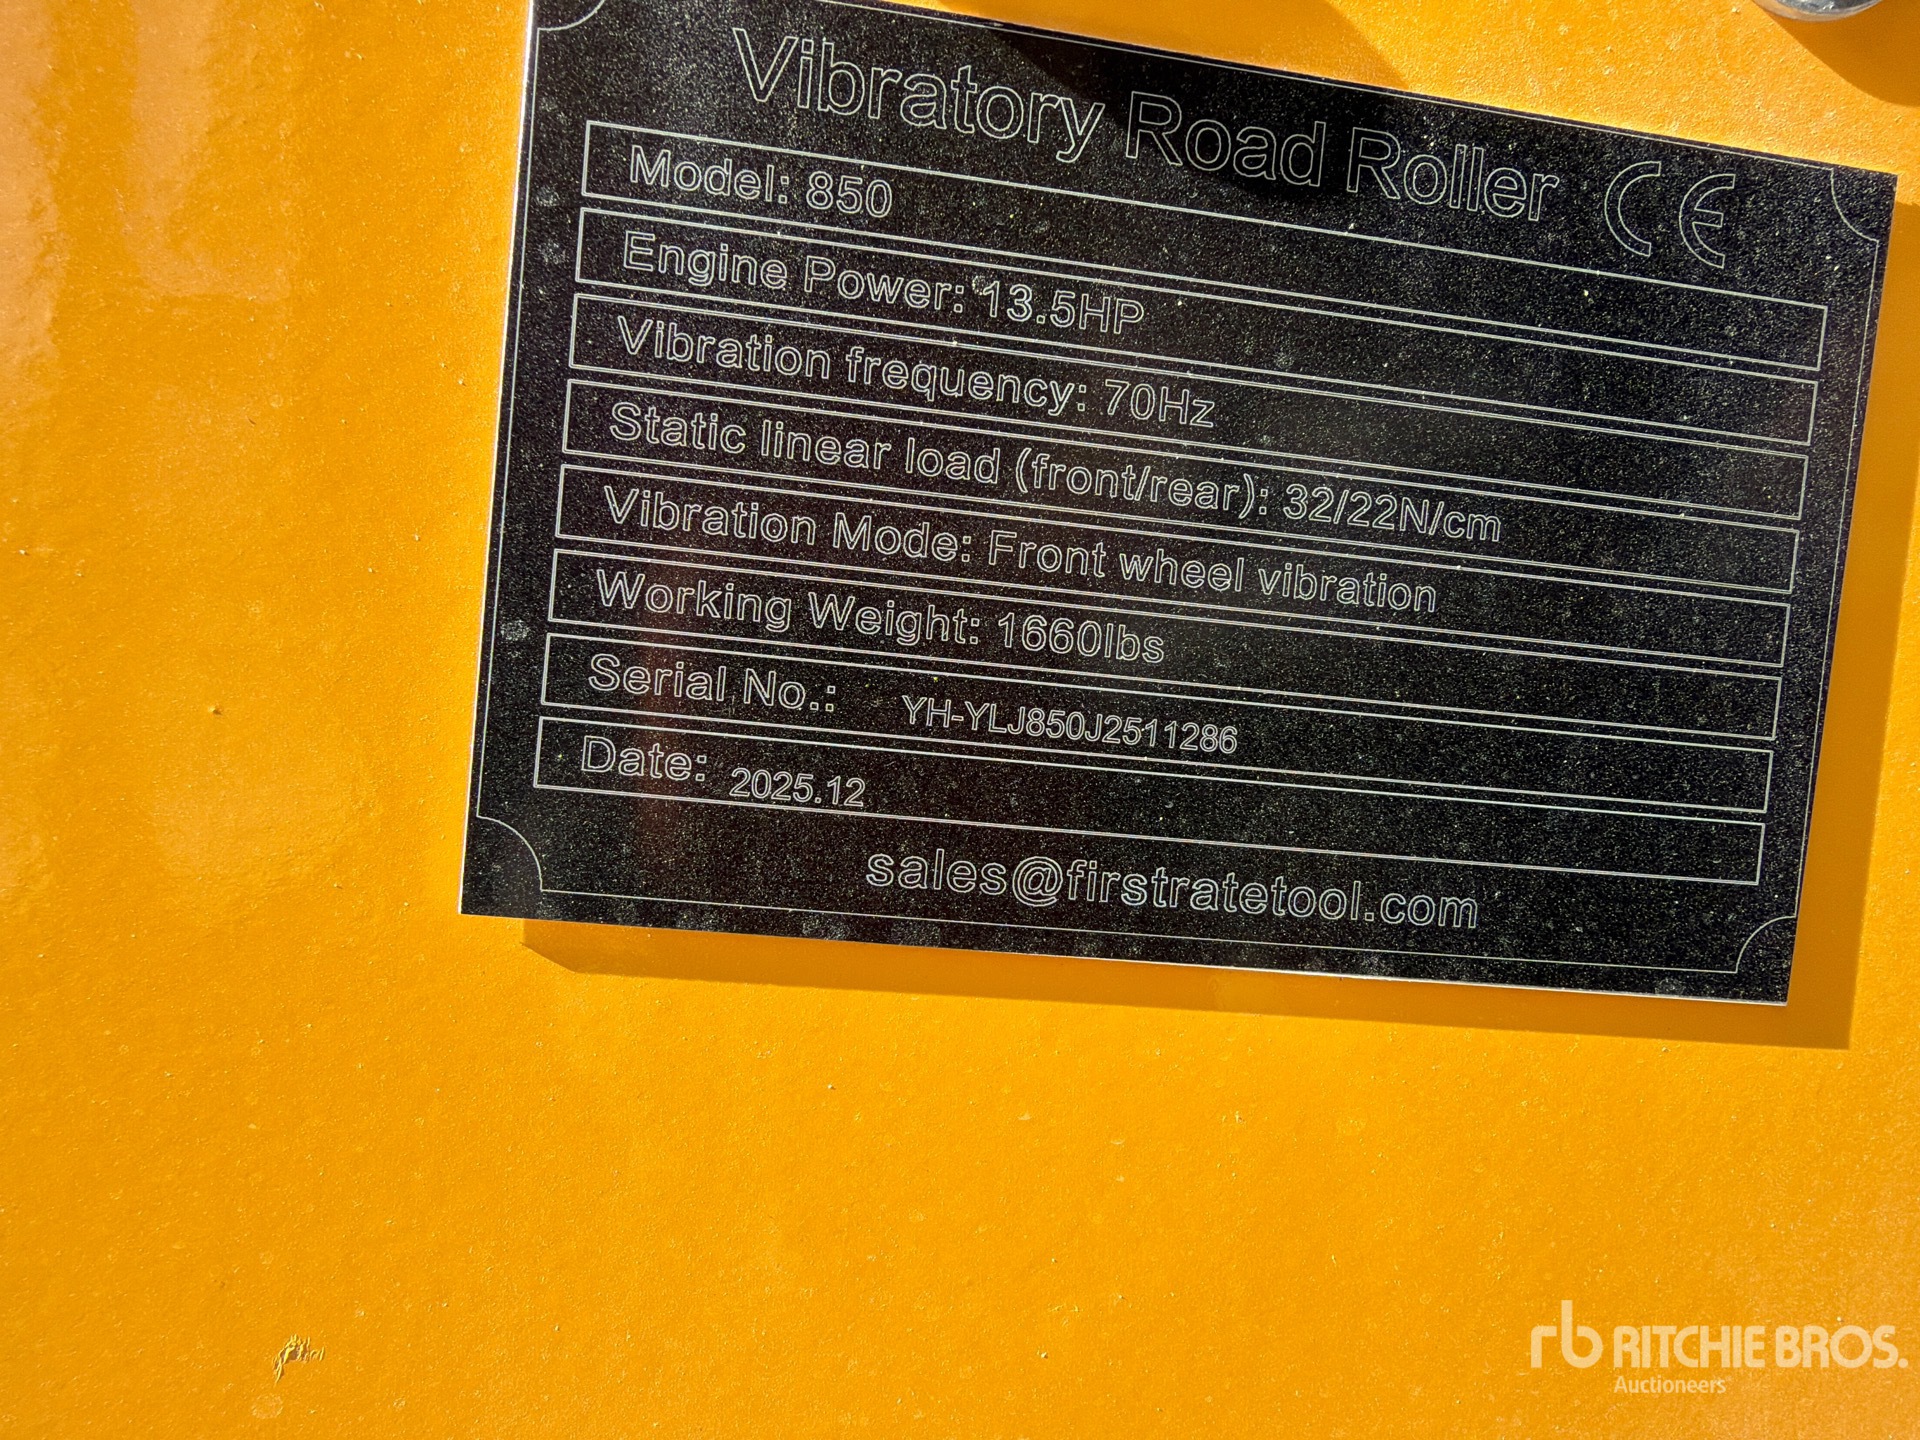 Vibratory Road Roller CE
Model: 850
Engine Power: 13.5HP
Vibration frequency: 70Hz
Static linear load (front/rear): 32/22N/cm
Vibration Mode: Front wheel vibration
Working Weight: 1660lbs
Serial No.: YH-YLJ850J2511286
Date: 2025.12
sales@firstratetool.com
rb RITCHIE BROS.
Auctioneers